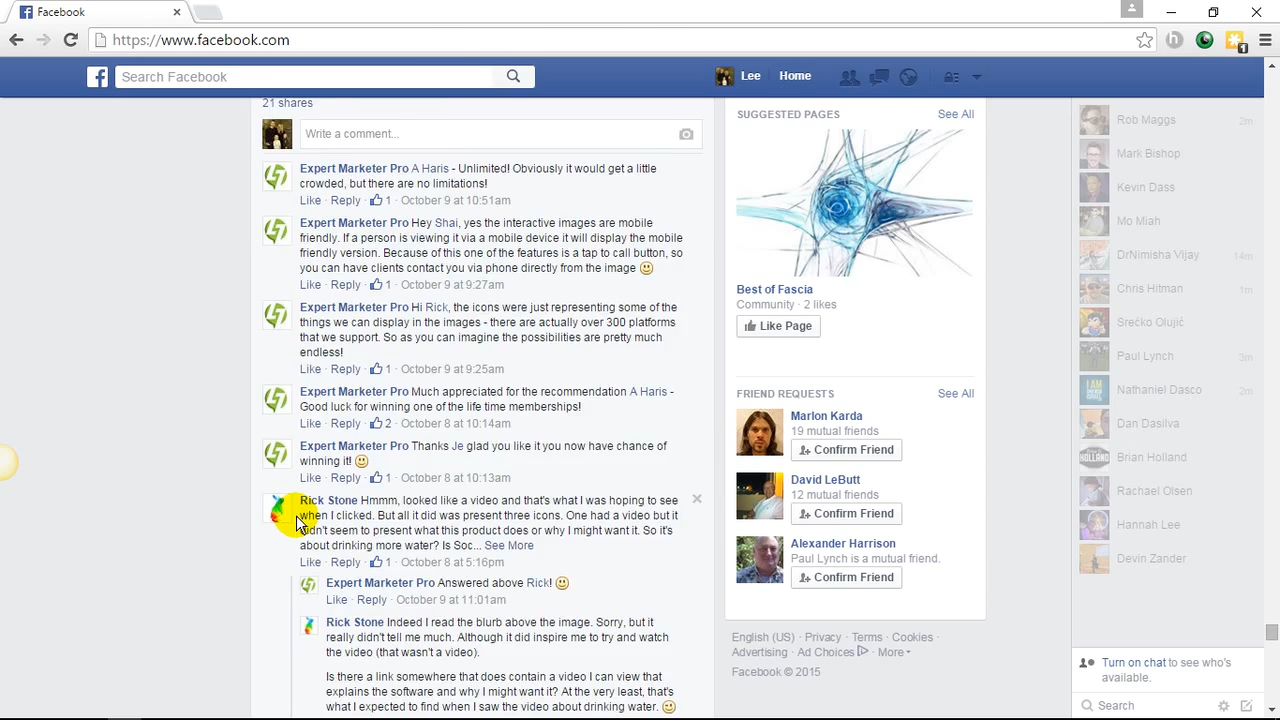 Facebook
https://www.facebook.com
1
Search Facebook
Lee
Home
21 shares
Write a comment...
Expert Marketer Pro A Haris - Unlimited! Obviously it would get a little
crowded, but there are no limitations!
Like · Reply · 1 · October 9 at 10:51am
Expert Marketer Pro Hey Shai, yes the interactive images are mobile
friendly. If a person is viewing it via a mobile device it will display the mobile
friendly version. Because of this one of the features is a tap to call button, so
you can have clients contact you via phone directly from the image
Like · Reply · 1 · October 9 at 9:27am
Expert Marketer Pro Hi Rick, the icons were just representing some of the
things we can display in the images - there are actually over 300 platforms
that we support. So as you can imagine the possibilities are pretty much
endless!
Like · Reply · 1 · October 9 at 9:25am
Expert Marketer Pro Much appreciated for the recommendation A Haris -
Good luck for winning one of the life time memberships!
Like · Reply · 2 · October 8 at 10:14am
Expert Marketer Pro Thanks Je glad you like it you now have chance of
winning it!
Like · Reply · 1 · October 8 at 10:13am
Rick Stone Hmmm, looked like a video and that's what I was hoping to see
when I clicked. But all it did was present three icons. One had a video but it
didn't seem to present what this product does or why I might want it. So it's
about drinking more water? Is Soc... See More
Like · Reply · 1 · October 8 at 5:16pm
Expert Marketer Pro Answered above Rick!
Like · Reply · October 9 at 11:01am
Rick Stone Indeed I read the blurb above the image. Sorry, but it
really didn't tell me much. Although it did inspire me to try and watch
the video (that wasn't a video).
Is there a link somewhere that does contain a video I can view that
explains the software and why I might want it? At the very least, that's
what I expected to find when I saw the video about drinking water.
SUGGESTED PAGES
See All
Best of Fascia
Community · 2 likes
Like Page
FRIEND REQUESTS
See All
Marlon Karda
19 mutual friends
Confirm Friend
David LeButt
12 mutual friends
Confirm Friend
Alexander Harrison
Paul Lynch is a mutual friend.
Confirm Friend
English (US) · Privacy · Terms · Cookies ·
Advertising · Ad Choices · More
Facebook © 2015
Rob Maggs 2m
Mark Bishop
Kevin Dass
Mo Miah
DrNimisha Vijay 14m
Chris Hitman 1m
Srečko Olujić
Paul Lynch 3m
I AM
Nathaniel Dasco 2m
Dan Dasilva
HOLLAND
Brian Holland
Rachael Olsen
Hannah Lee
Devin Zander
Turn on chat to see who's
available.
Search